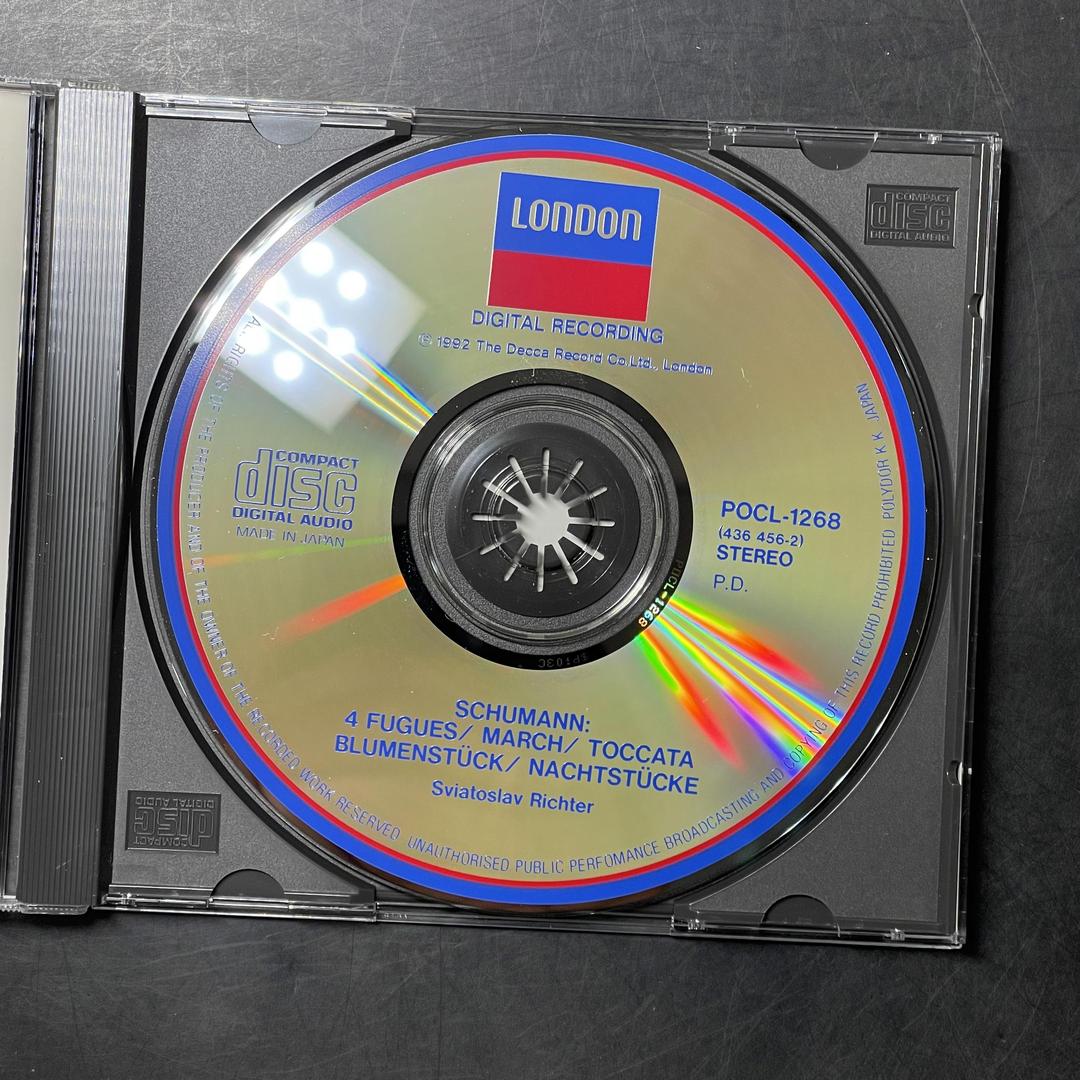 LONDON
DIGITAL RECORDING
℗ 1992 The Decca Record Co.Ltd., London
COMPACT
disc
DIGITAL AUDIO
MADE IN JAPAN
POCL-1268
(436 456-2)
STEREO
P.D.
SCHUMANN:
4 FUGUES/ MARCH/ TOCCATA
BLUMENSTÜCK/ NACHTSTÜCKE
Sviatoslav Richter
ALL RIGHTS OF THE PRODUCER AND OF THE OWNER OF THE RECORDED WORK RESERVED UNAUTHORISED PUBLIC PERFOMANCE BROADCASTING AND COPYING OF THIS RECORD PROHIBITED POLYDOR K.K. JAPAN
POCL-1268
COMPACT
disc
DIGITAL AUDIO
COMPACT
disc
DIGITAL AUDIO